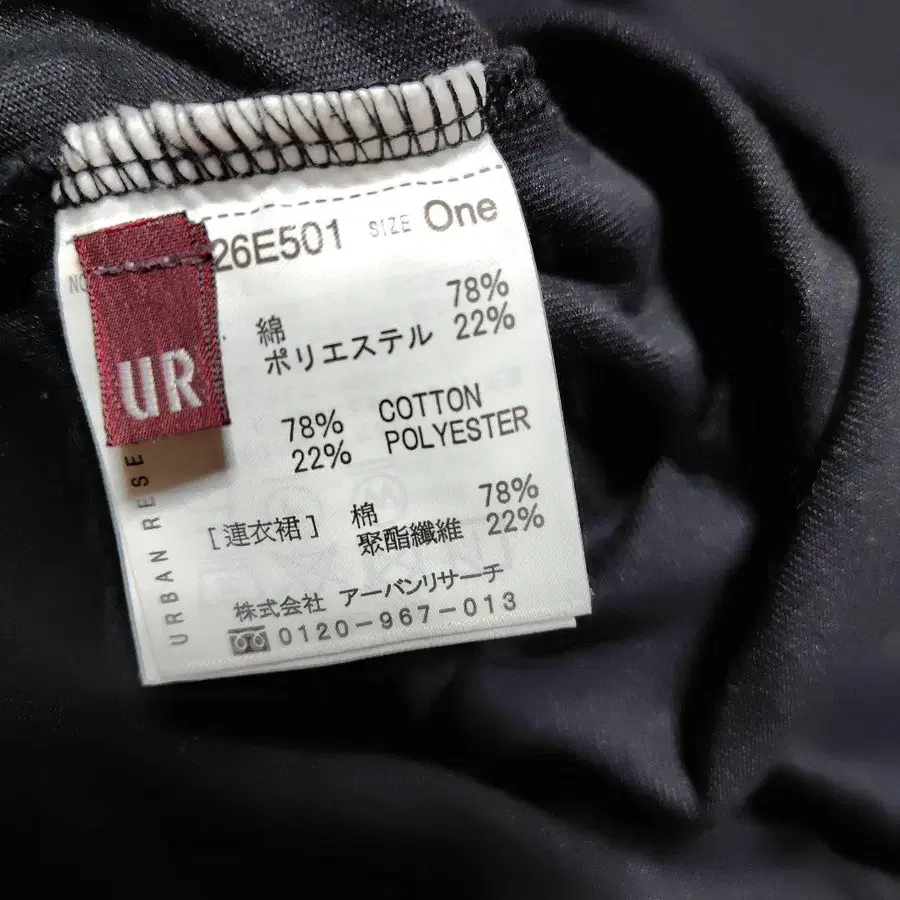 26E501 SIZE One
綿 78%
ポリエステル 22%
UR
78% COTTON
22% POLYESTER
[連衣裙] 棉 78%
聚酯纖維 22%
株式会社 アーバンリサーチ
0120-967-013
URBAN RESE